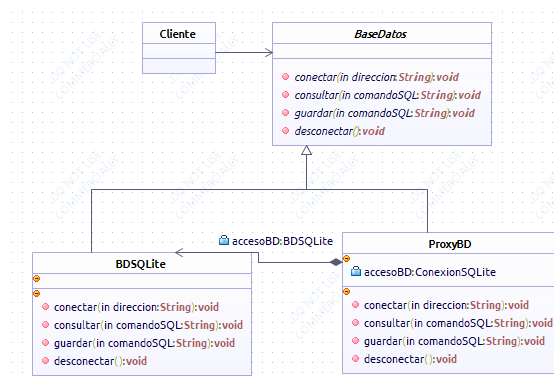 Cliente
BaseDatos
conectar(in direccion:String):void
consultar(in comandoSQL:String):void
guardar(in comandoSQL:String):void
desconectar():void
accesoBD:BDSQLite
BDSQLite
conectar(in direccion:String):void
consultar(in comandoSQL:String):void
guardar(in comandoSQL:String):void
desconectar():void
ProxyBD
accesoBD:ConexionSQLite
conectar(in direccion:String):void
consultar(in comandoSQL:String):void
guardar(in comandoSQL:String):void
desconectar():void